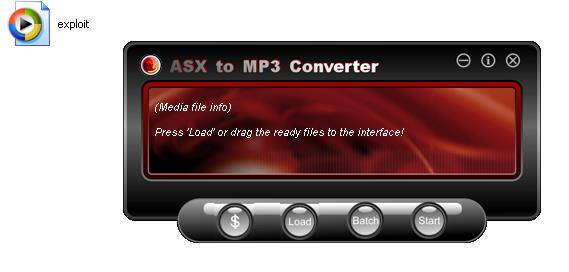 exploit
ASX to MP3 Converter
(Media file info)
Press 'Load' or drag the ready files to the interface!
$
Load
Batch
Start